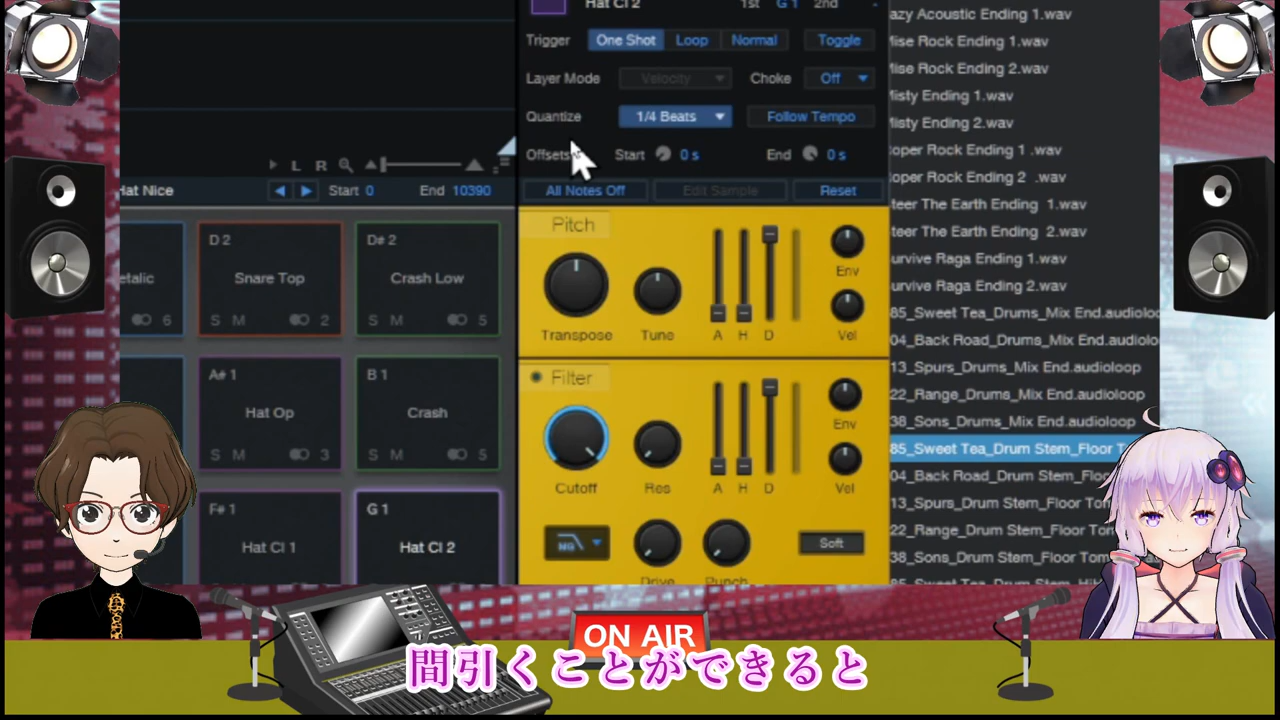 Hat Cl 2 1st G 1 2nd
Trigger One Shot Loop Normal Toggle
Layer Mode Velocity Choke Off
Quantize 1/4 Beats Follow Tempo
Offsets Start 0 s End 0 s
All Notes Off Edit Sample Reset
L R
Hat Nice Start 0 End 10390
etalic 6
D 2
Snare Top
S M 2
D# 2
Crash Low
S M 5
A# 1
Hat Op
S M 3
B 1
Crash
S M 5
F# 1
Hat Cl 1
G 1
Hat Cl 2
Pitch
Transpose Tune A H D Env
Vel
Filter
Cutoff Res A H D Env
Vel
MG Drive Punch Soft
azy Acoustic Ending 1.wav
Mise Rock Ending 1.wav
Mise Rock Ending 2.wav
Misty Ending 1.wav
Misty Ending 2.wav
oper Rock Ending 1 .wav
oper Rock Ending 2 .wav
teer The Earth Ending 1.wav
teer The Earth Ending 2.wav
urvive Raga Ending 1.wav
urvive Raga Ending 2.wav
85_Sweet Tea_Drums_Mix End.audioloo
04_Back Road_Drums_Mix End.audiolo
13_Spurs_Drums_Mix End.audioloop
22_Range_Drums_Mix End.audioloop
38_Sons_Drums_Mix End.audioloop
85_Sweet Tea_Drum Stem_Floor T
04_Back Road_Drum Stem_Floor
13_Spurs_Drum Stem_Floor Tom
22_Range_Drum Stem_Floor Tom
38_Sons_Drum Stem_Floor Tom
ON AIR
間引くことができると